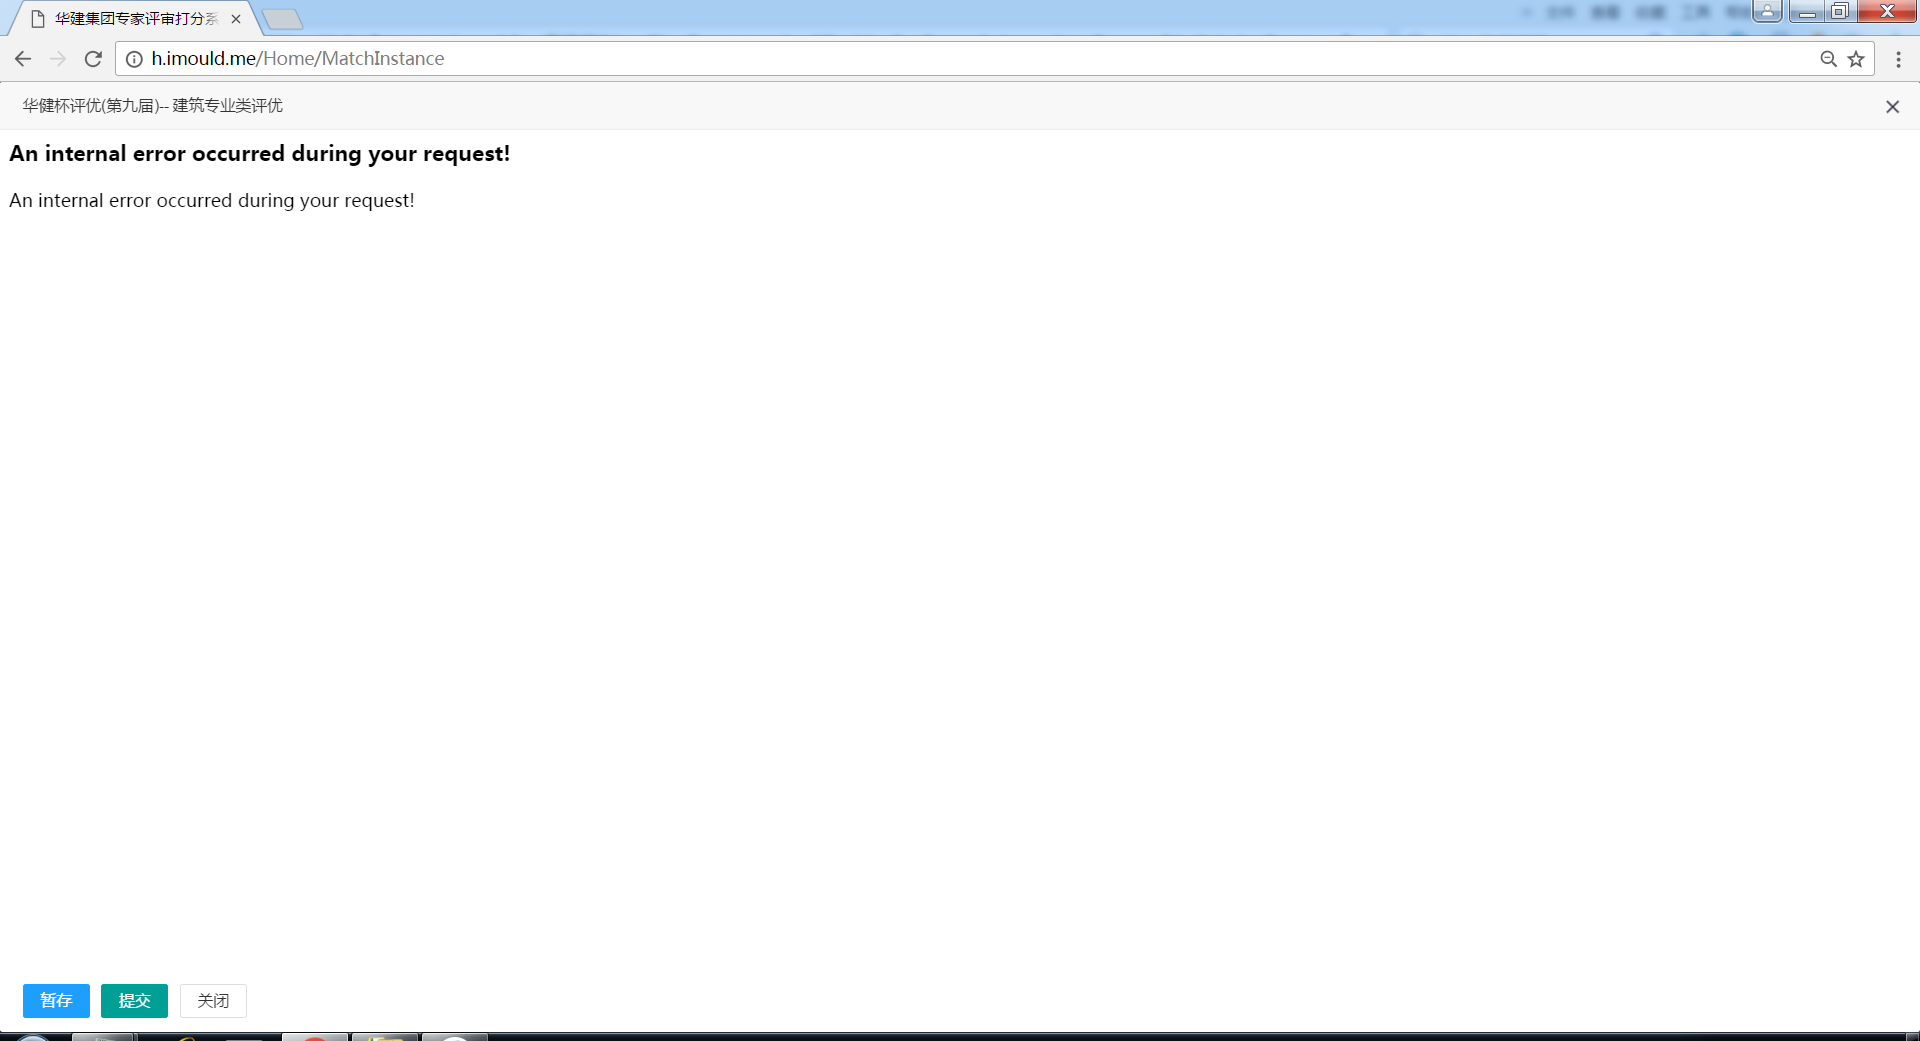 华建集团专家评审打分系
h.imould.me/Home/MatchInstance
华健杯评优(第九届)-- 建筑专业类评优
An internal error occurred during your request!
An internal error occurred during your request!
暂存 提交 关闭